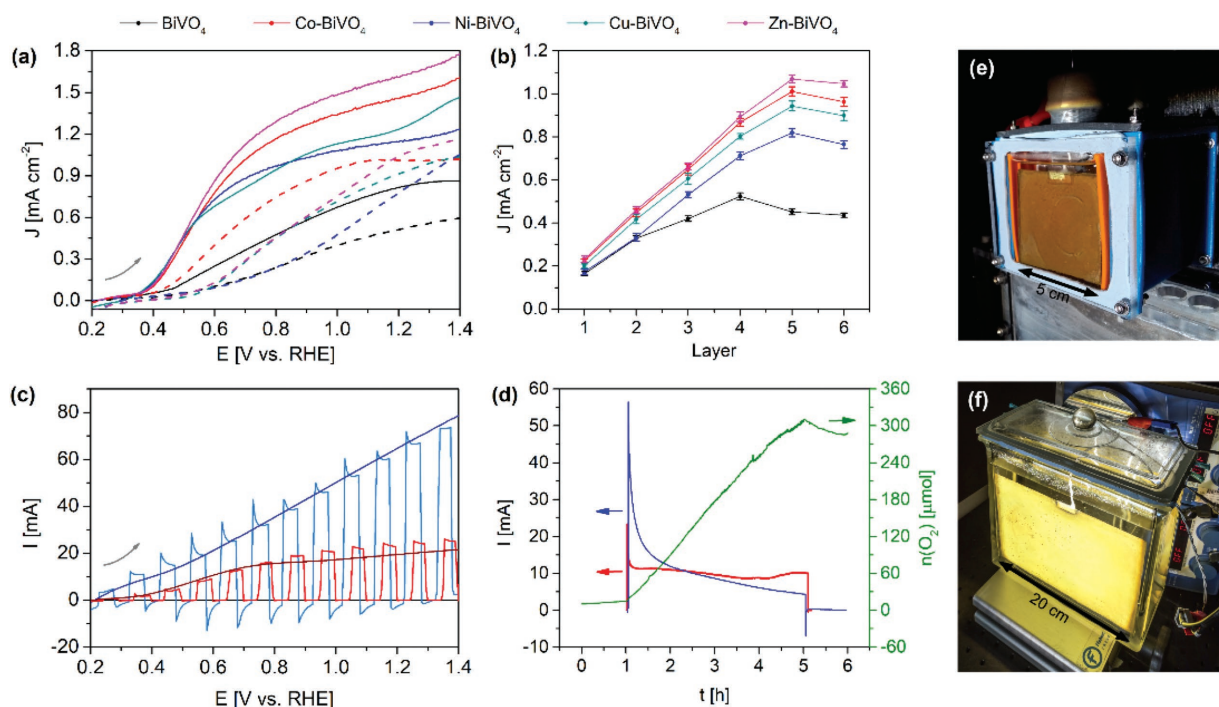 BiVO₄ Co-BiVO₄ Ni-BiVO₄ Cu-BiVO₄ Zn-BiVO₄
(a)
1.8
1.5
1.2
0.9
0.6
0.3
0.0
J [mA cm⁻²]
0.2 0.4 0.6 0.8 1.0 1.2 1.4
E [V vs. RHE]
(b)
1.2
1.0
0.8
0.6
0.4
0.2
0.0
J [mA cm⁻²]
1 2 3 4 5 6
Layer
(e)
5 cm
(c)
80
60
40
20
0
-20
I [mA]
0.2 0.4 0.6 0.8 1.0 1.2 1.4
E [V vs. RHE]
(d)
60
50
40
30
20
10
0
-10
I [mA]
0 1 2 3 4 5 6
t [h]
360
300
240
180
120
60
0
-60
n(O₂) [µmol]
(f)
OFF
20 cm